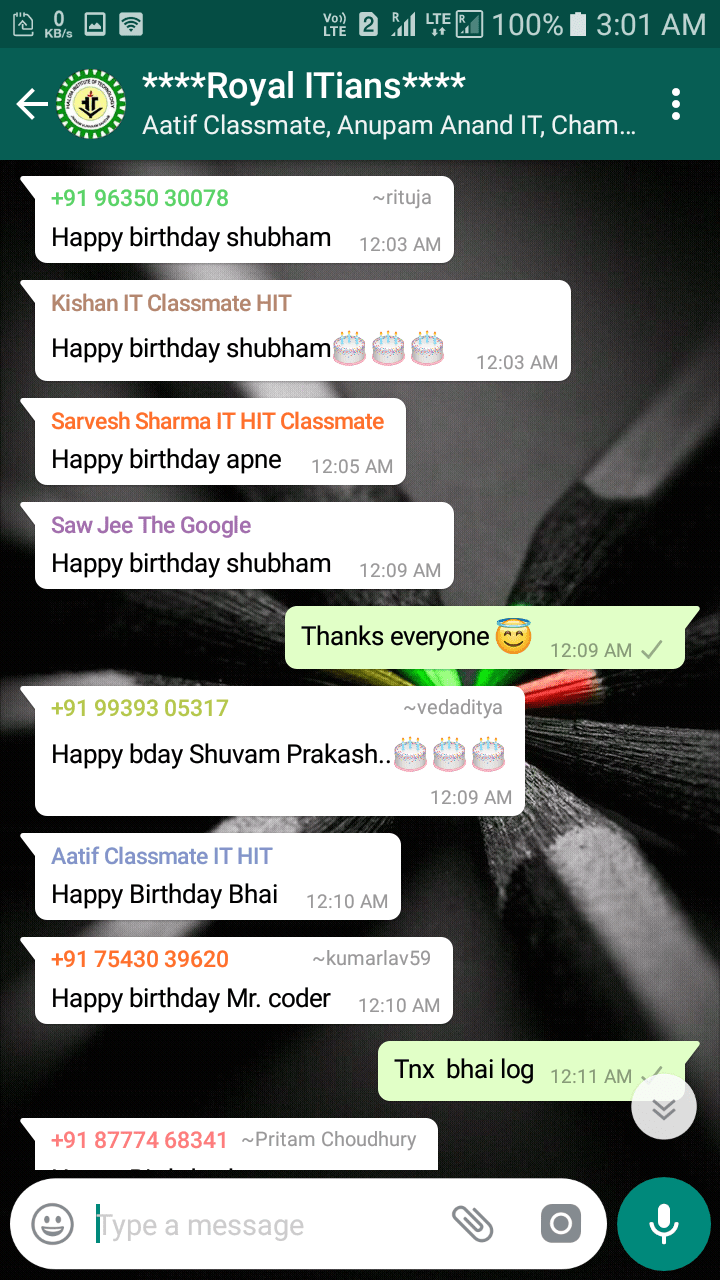 0 KB/s Vo)) LTE 2 R LTE R 100% 3:01 AM
****Royal ITians****
Aatif Classmate, Anupam Anand IT, Cham...
+91 96350 30078 ~rituja
Happy birthday shubham 12:03 AM
Kishan IT Classmate HIT
Happy birthday shubham🎂🎂🎂 12:03 AM
Sarvesh Sharma IT HIT Classmate
Happy birthday apne 12:05 AM
Saw Jee The Google
Happy birthday shubham 12:09 AM
Thanks everyone😇 12:09 AM
+91 99393 05317 ~vedaditya
Happy bday Shuvam Prakash..🎂🎂🎂
12:09 AM
Aatif Classmate IT HIT
Happy Birthday Bhai 12:10 AM
+91 75430 39620 ~kumarlav59
Happy birthday Mr. coder 12:10 AM
Tnx bhai log 12:11 AM
+91 87774 68341 ~Pritam Choudhury
Type a message